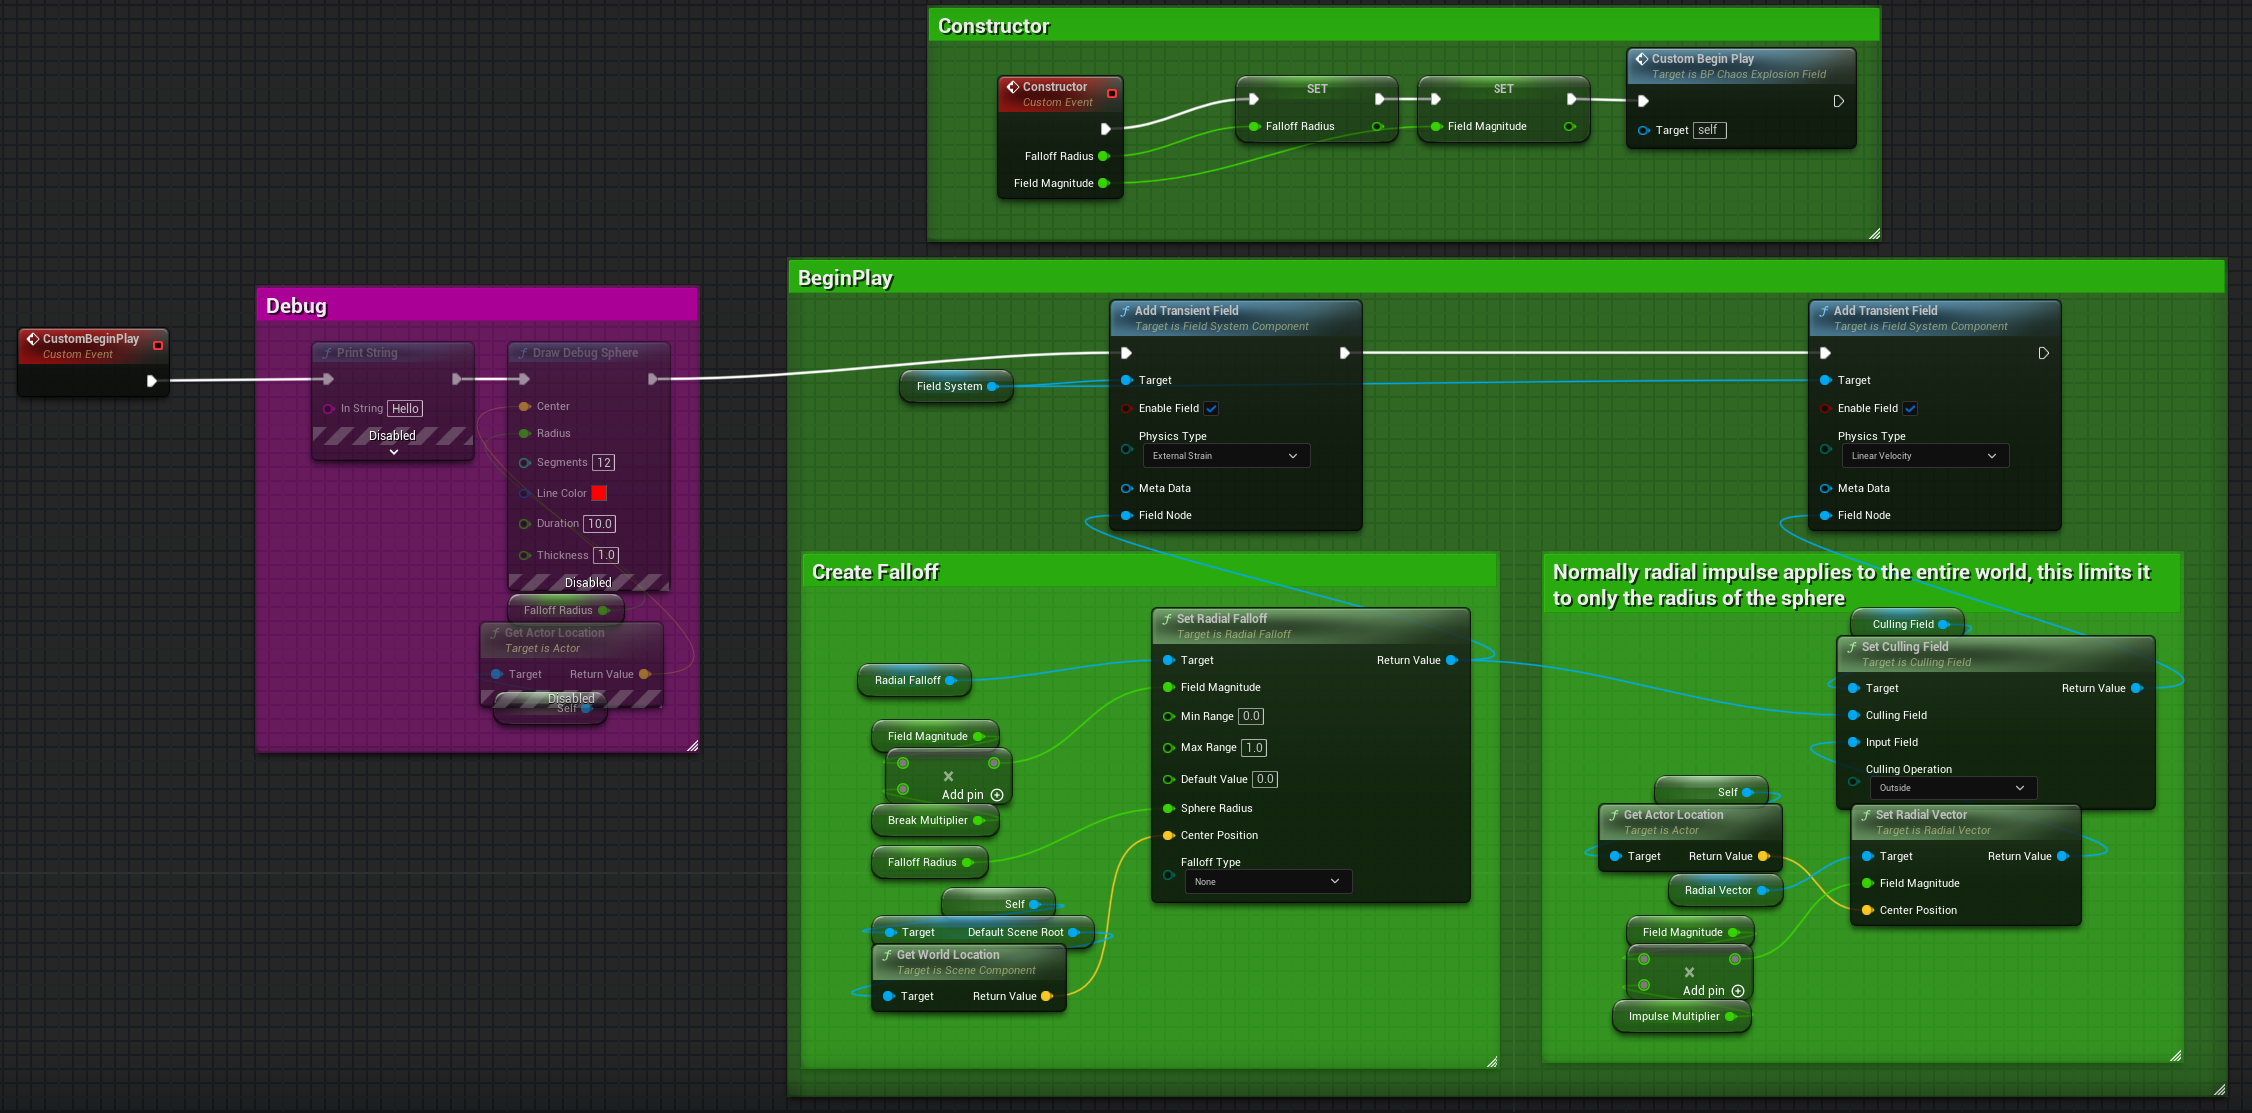 Constructor
Constructor
Custom Event
Falloff Radius
Field Magnitude
SET
Falloff Radius
SET
Field Magnitude
Custom Begin Play
Target is BP Chaos Explosion Field
Target self
CustomBeginPlay
Custom Event
Debug
Print String
In String Hello
Disabled
Draw Debug Sphere
Center
Radius
Segments 12
Line Color
Duration 10.0
Thickness 1.0
Disabled
Falloff Radius
Get Actor Location
Target is Actor
Target Return Value
Disabled
Self
BeginPlay
Field System
Add Transient Field
Target is Field System Component
Target
Enable Field
Physics Type
External Strain
Meta Data
Field Node
Add Transient Field
Target is Field System Component
Target
Enable Field
Physics Type
Linear Velocity
Meta Data
Field Node
Create Falloff
Radial Falloff
Field Magnitude
Add pin
Break Multiplier
Falloff Radius
Self
Target Default Scene Root
Get World Location
Target is Scene Component
Target Return Value
Set Radial Falloff
Target is Radial Falloff
Target Return Value
Field Magnitude
Min Range 0.0
Max Range 1.0
Default Value 0.0
Sphere Radius
Center Position
Falloff Type
None
Normally radial impulse applies to the entire world, this limits it
to only the radius of the sphere
Culling Field
Set Culling Field
Target is Culling Field
Target Return Value
Culling Field
Input Field
Culling Operation
Outside
Self
Get Actor Location
Target is Actor
Target Return Value
Radial Vector
Field Magnitude
Add pin
Impulse Multiplier
Set Radial Vector
Target is Radial Vector
Target Return Value
Field Magnitude
Center Position